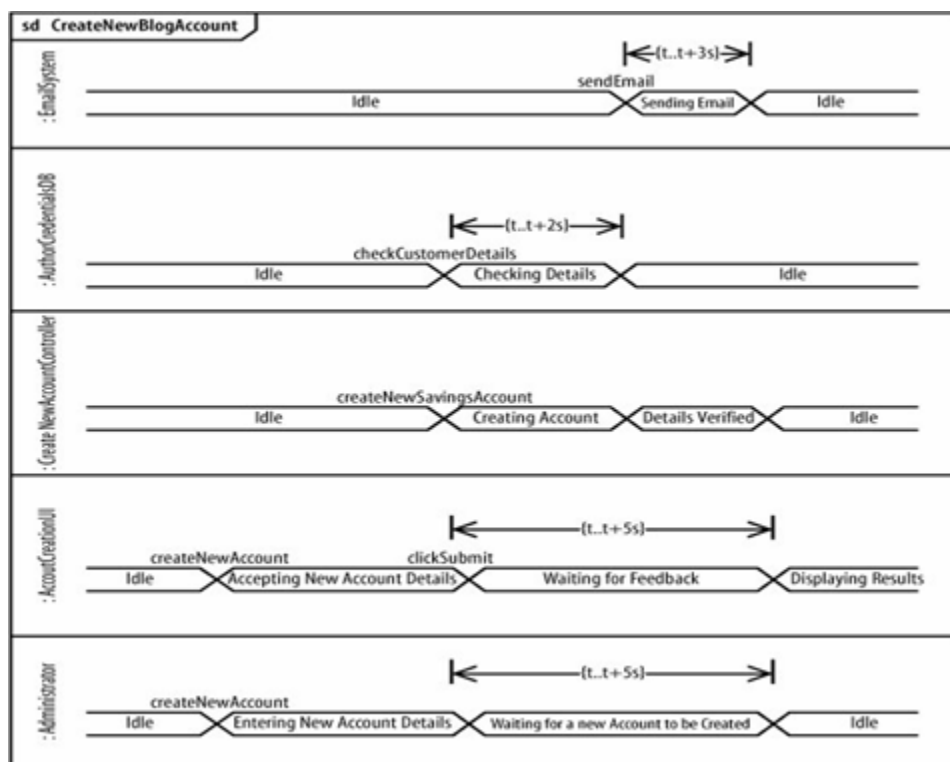 sd CreateNewBlogAccount
: EmailSystem
{t..t+3s}
sendEmail
Idle
Sending Email
Idle
: AuthorCredentialsDB
{t..t+2s}
checkCustomerDetails
Idle
Checking Details
Idle
: Create NewAccountController
createNewSavingsAccount
Idle
Creating Account
Details Verified
Idle
: AccoutCreationUI
{t..t+5s}
createNewAccount
clickSubmit
Idle
Accepting New Account Details
Waiting for Feedback
Displaying Results
: Administrator
{t..t+5s}
createNewAccount
Idle
Entering New Account Details
Waiting for a new Account to be Created
Idle